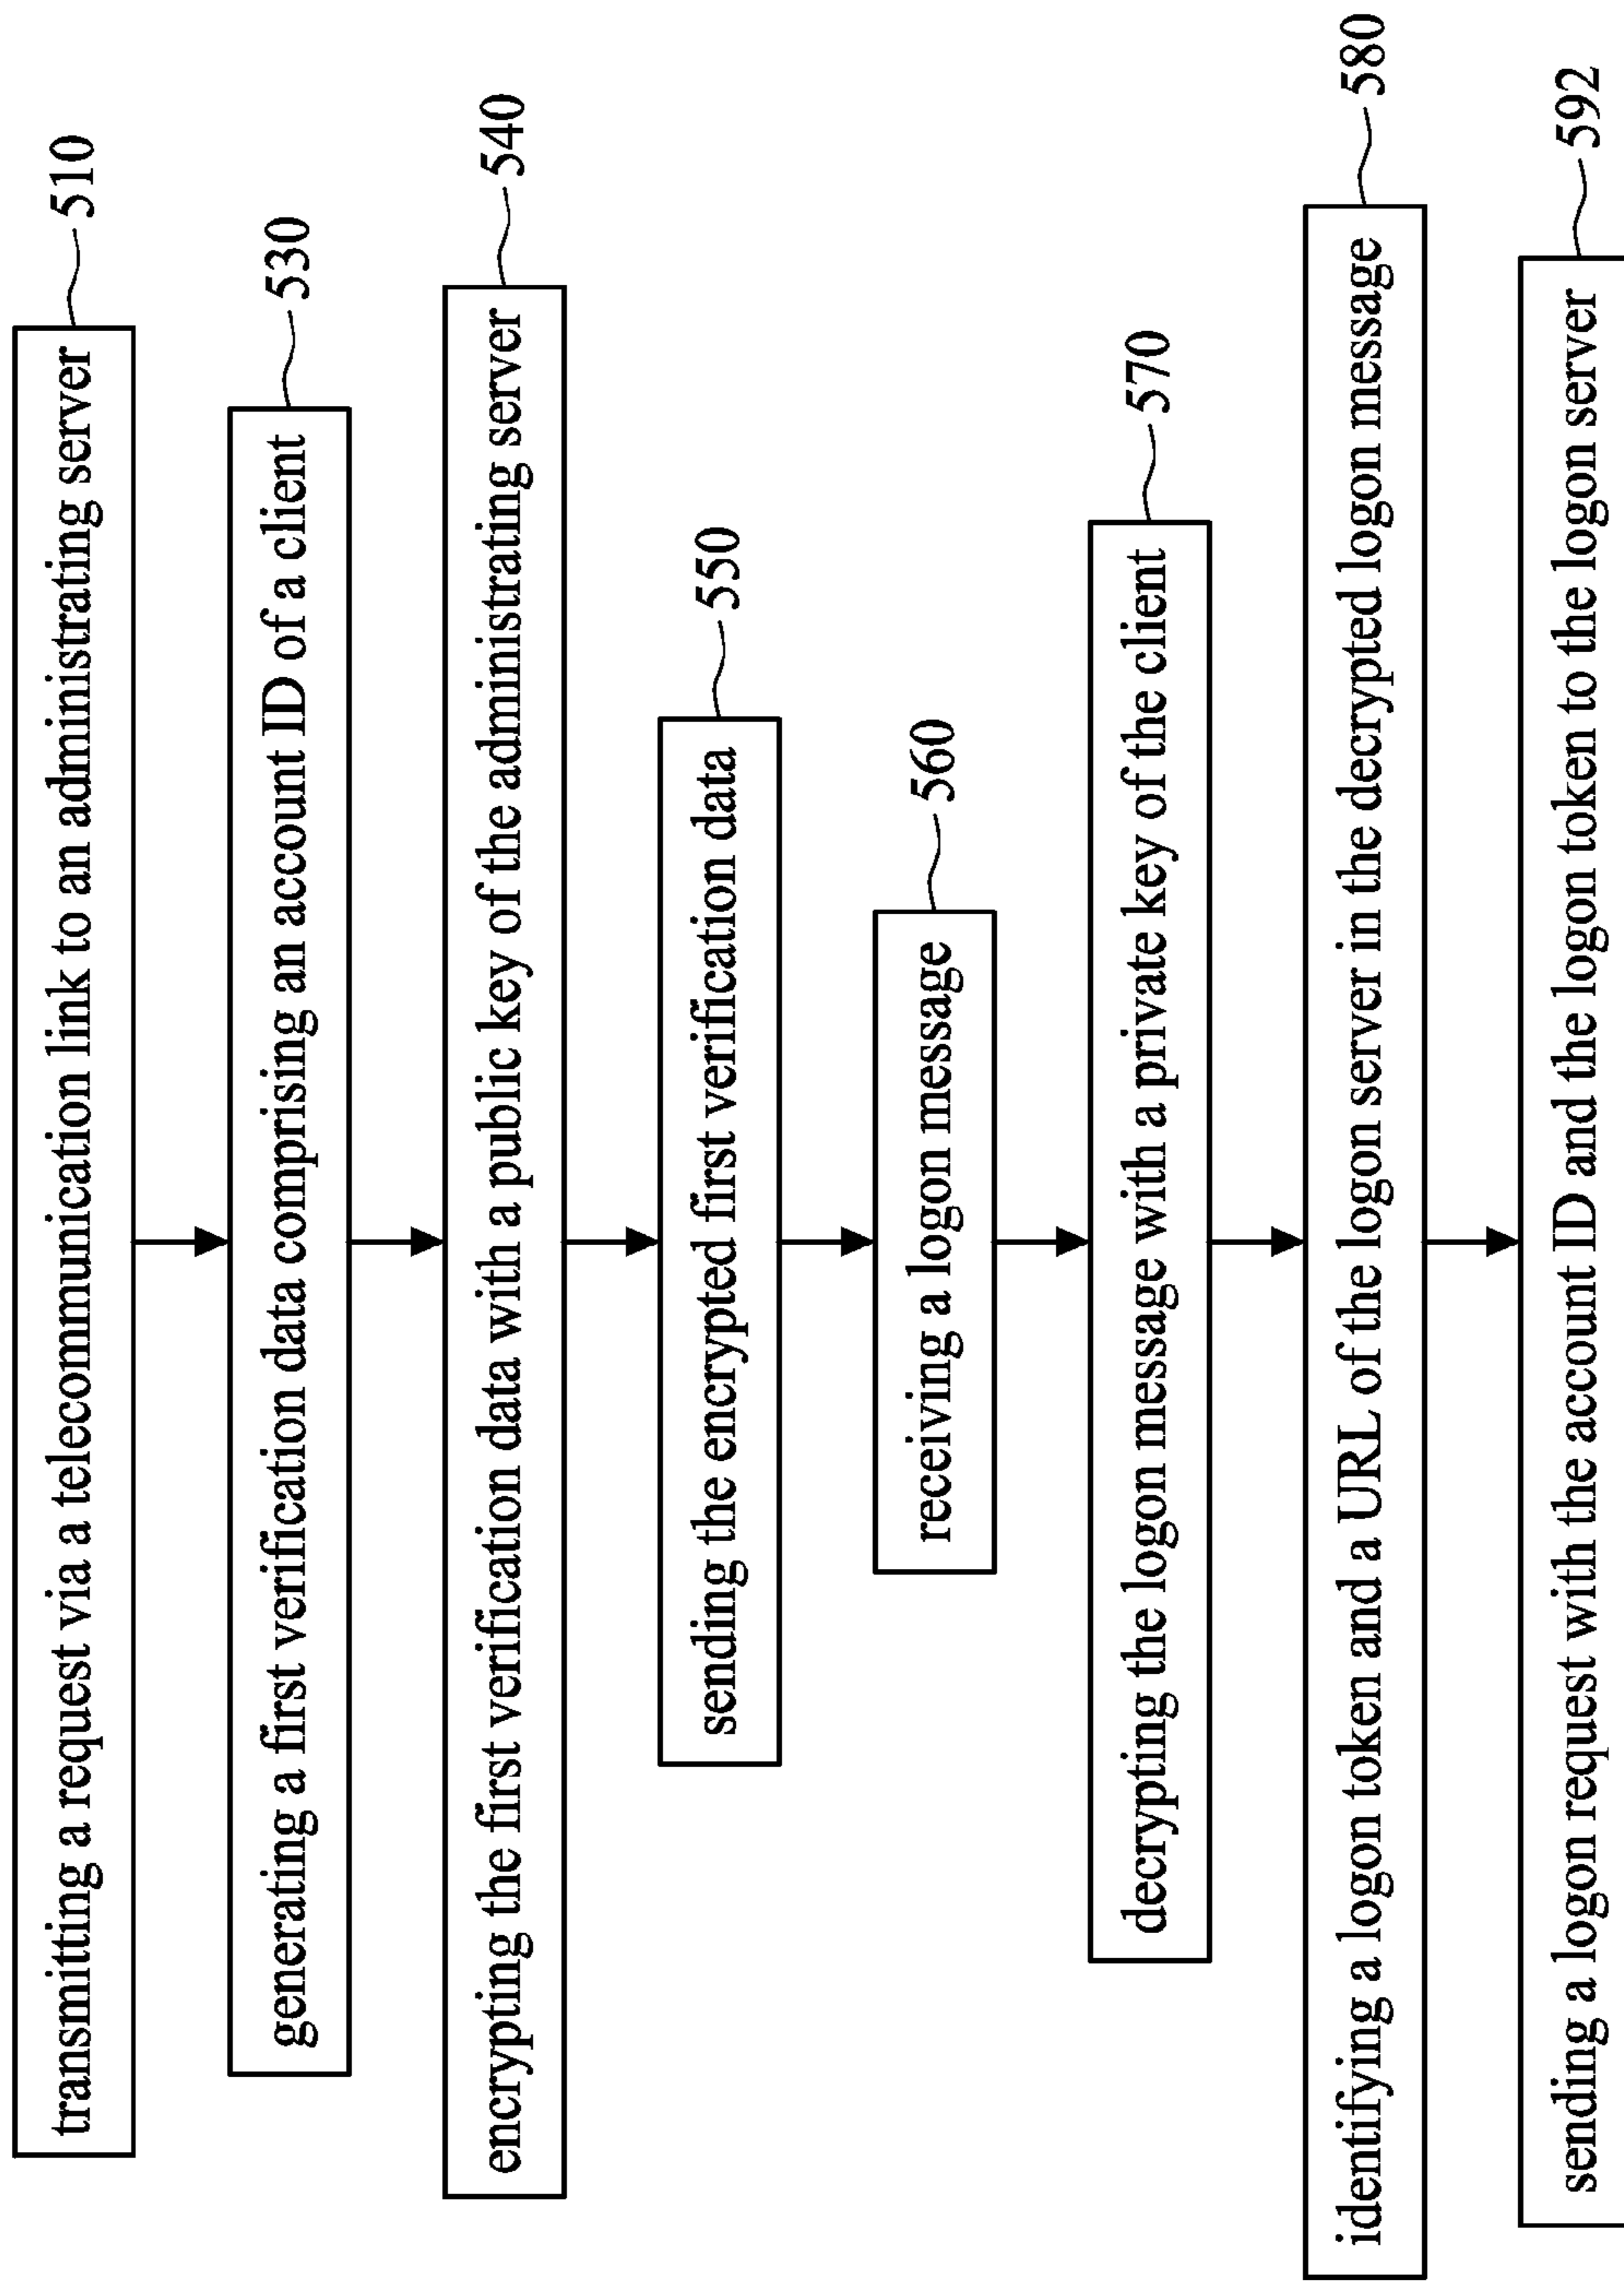 transmitting a request via a telecommunication link to an administrating server 510
generating a first verification data comprising an account ID of a client 530
encrypting the first verification data with a public key of the administrating server 540
sending the encrypted first verification data 550
receiving a logon message 560
decrypting the logon message with a private key of the client 570
identifying a logon token and a URL of the logon server in the decrypted logon message 580
sending a logon request with the account ID and the logon token to the logon server 592